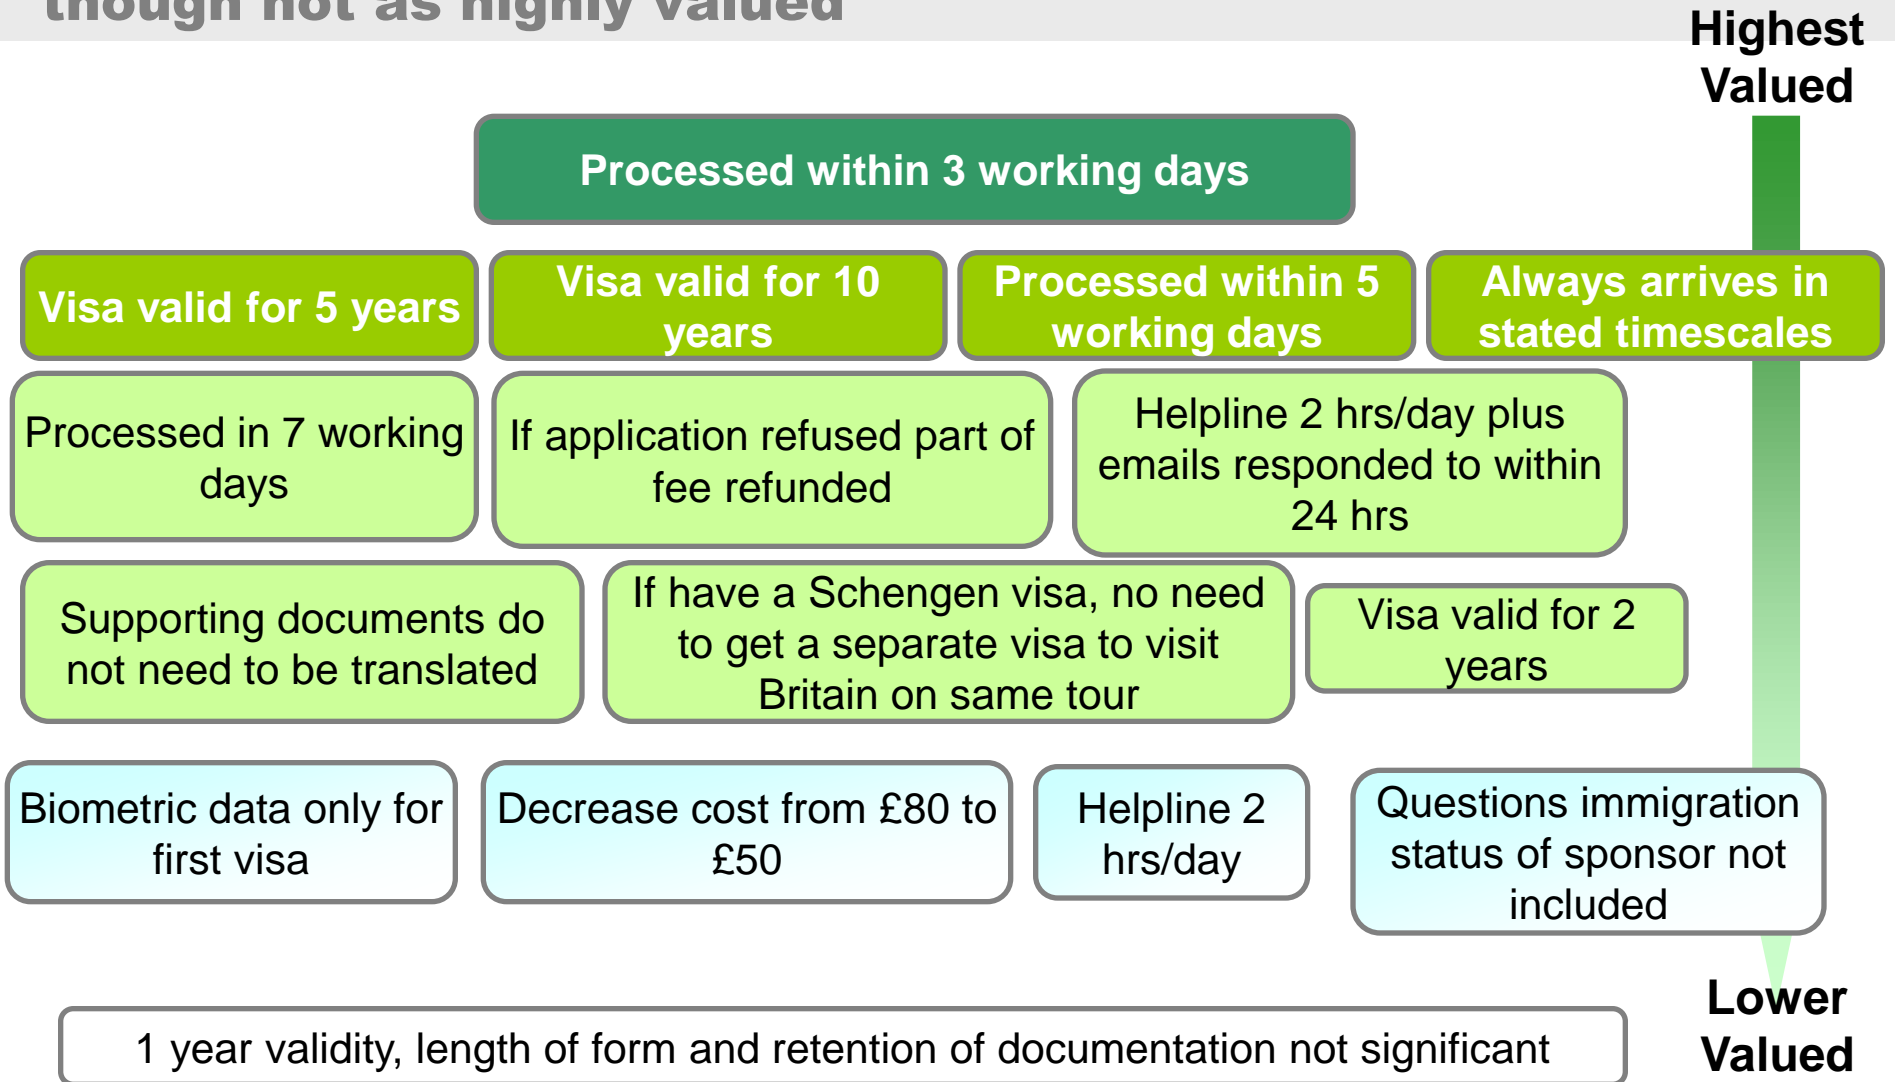 though not as highly valued
Highest
Valued
Processed within 3 working days
Visa valid for 5 years
Visa valid for 10
years
Processed within 5
working days
Always arrives in
stated timescales
Processed in 7 working
days
If application refused part of
fee refunded
Helpline 2 hrs/day plus
emails responded to within
24 hrs
Supporting documents do
not need to be translated
If have a Schengen visa, no need
to get a separate visa to visit
Britain on same tour
Visa valid for 2
years
Biometric data only for
first visa
Decrease cost from £80 to
£50
Helpline 2
hrs/day
Questions immigration
status of sponsor not
included
Lower
Valued
1 year validity, length of form and retention of documentation not significant